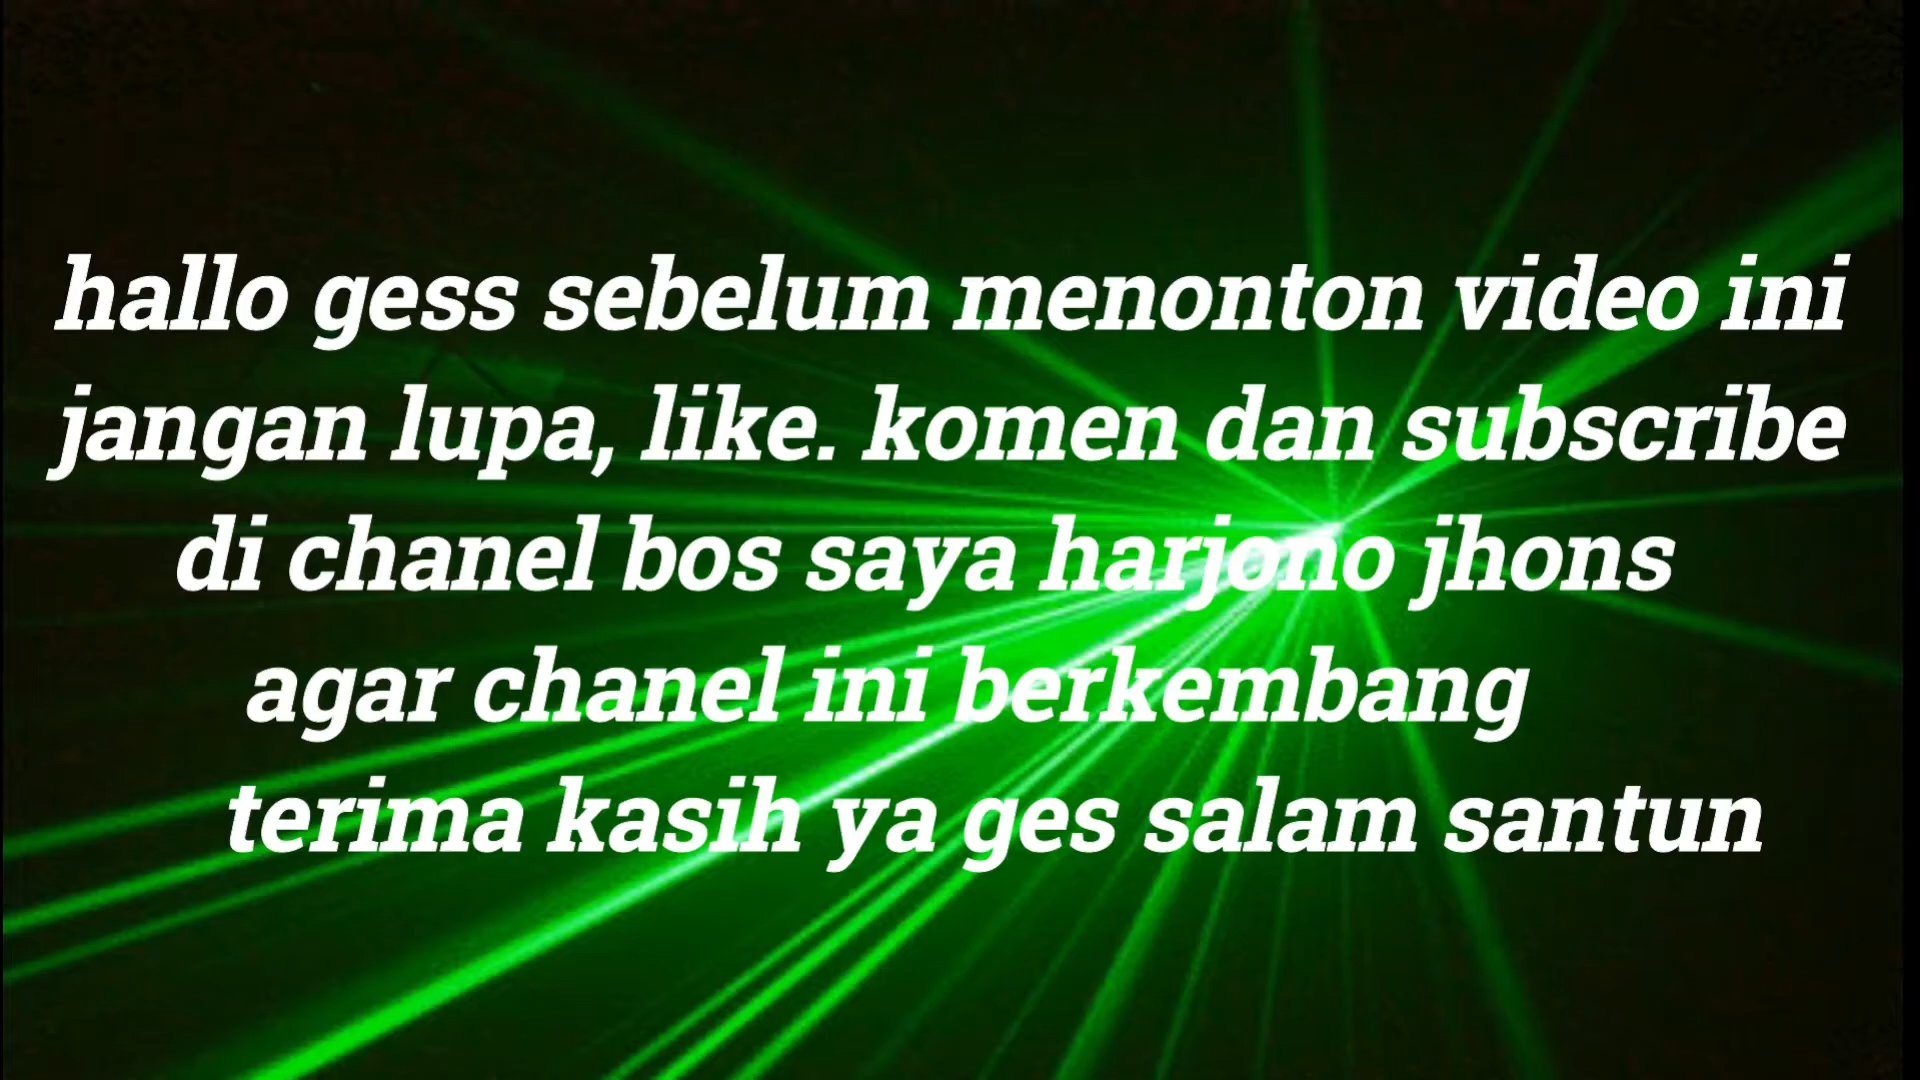 hallo gess sebelum menonton video ini
jangan lupa, like. komen dan subscribe
di chanel bos saya harjono jhons
agar chanel ini berkembang
terima kasih ya ges salam santun